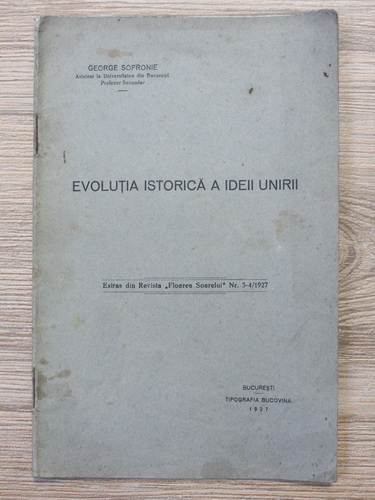 GEORGE SOFRONIE
Asistent la Universitatea din Bucureşti
Profesor Secundar
EVOLUŢIA ISTORICĂ A IDEII UNIRII
Extras din Revista „Floarea Soarelui" Nr. 3-4/1927
BUCUREŞTI
TIPOGRAFIA BUCOVINA
1927